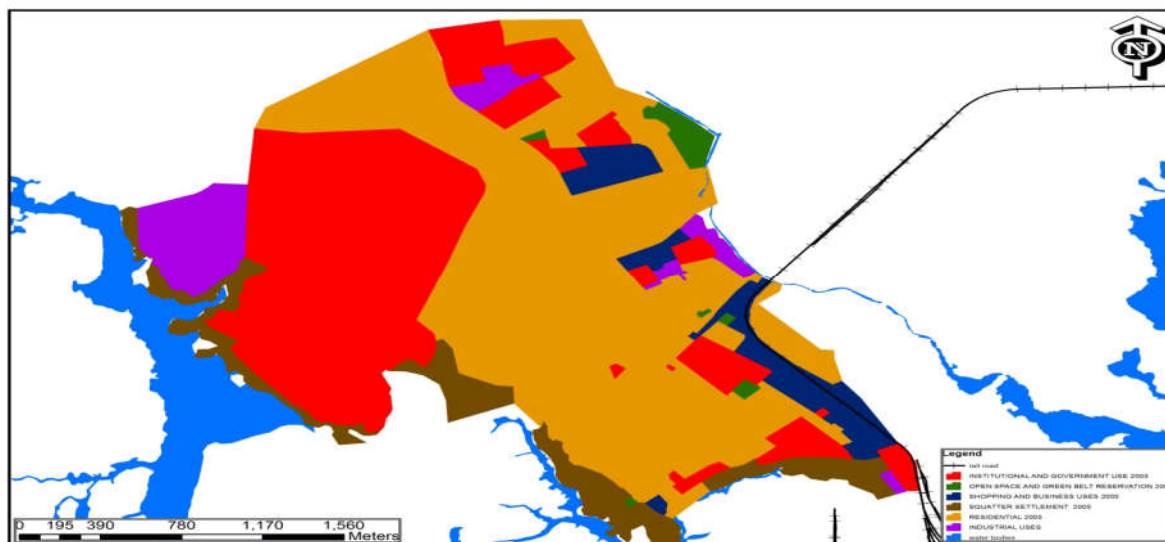 N
0 195 390 780 1,170 1,560
Meters
Legend
rail road
INSTITUTIONAL AND GOVERNMENT USE 2005
OPEN SPACE AND GREEN BELT RESERVATION 200
SHOPPING AND BUSINESS USES 2005
SQUATTER SETTLEMENT 2005
RESIDENTIAL 2005
INDUSTRIAL USES
water bodies